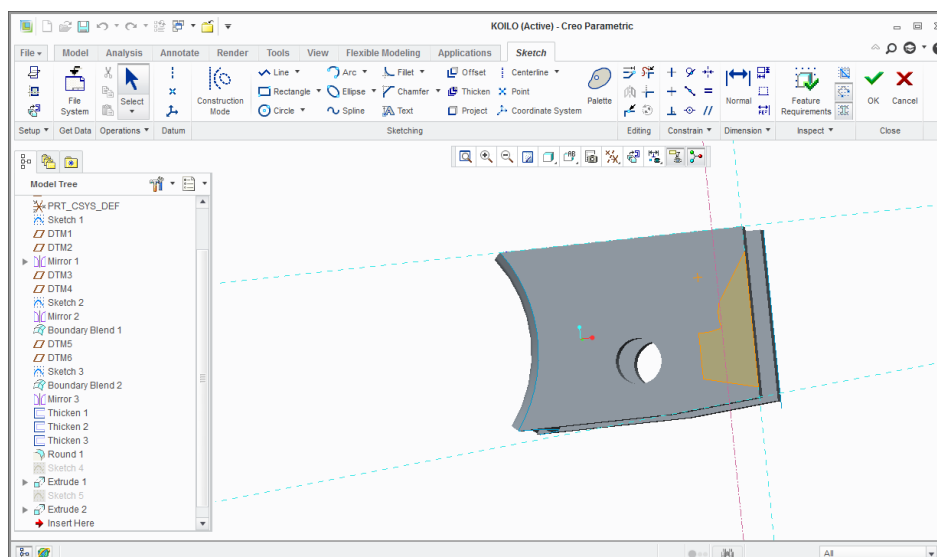 KOILO (Active) - Creo Parametric
File Model Analysis Annotate Render Tools View Flexible Modeling Applications Sketch
Line Arc Fillet Offset Centerline
Rectangle Ellipse Chamfer Thicken Point
Circle Spline Text Project Coordinate System
File System Select Construction Mode Palette Normal Feature Requirements OK Cancel
Setup Get Data Operations Datum Sketching Editing Constrain Dimension Inspect Close
Model Tree
PRT_CSYS_DEF
Sketch 1
DTM1
DTM2
Mirror 1
DTM3
DTM4
Sketch 2
Mirror 2
Boundary Blend 1
DTM5
DTM6
Sketch 3
Boundary Blend 2
Mirror 3
Thicken 1
Thicken 2
Thicken 3
Round 1
Sketch 4
Extrude 1
Sketch 5
Extrude 2
Insert Here
All